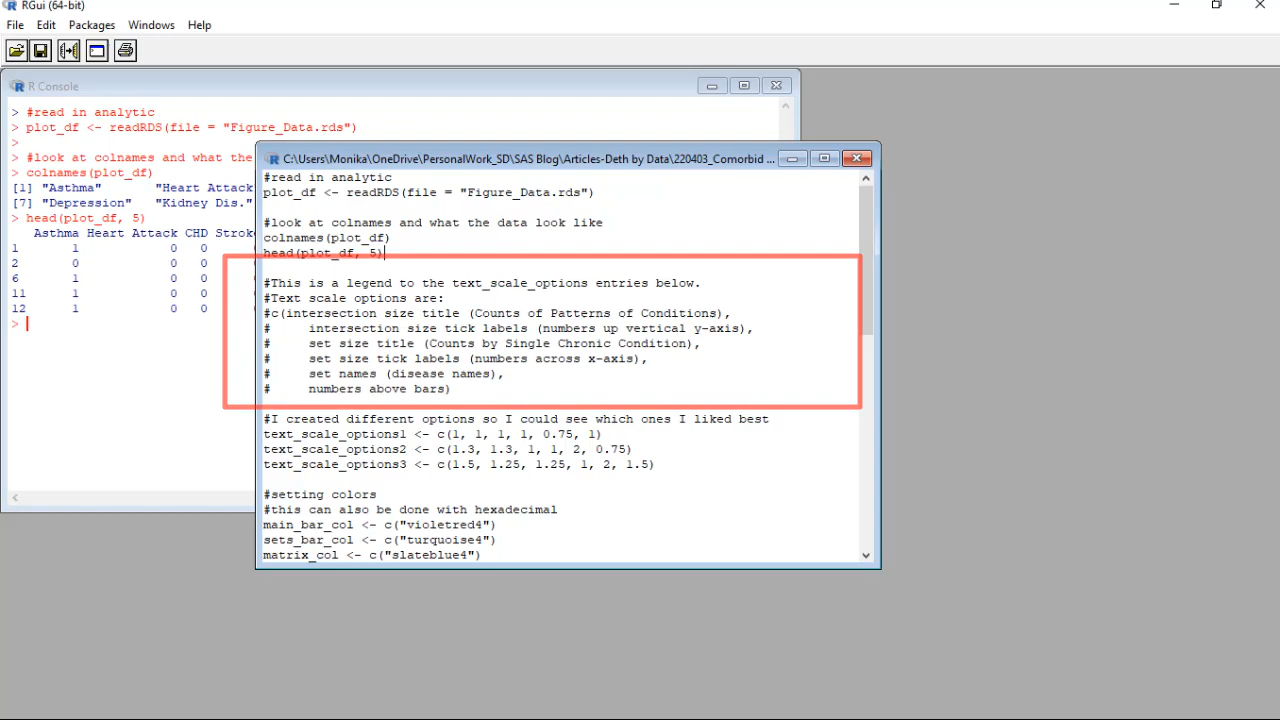 RGui (64-bit)
File Edit Packages Windows Help
R Console
> #read in analytic
> plot_df <- readRDS(file = "Figure_Data.rds")
>
> #look at colnames and what the
> colnames(plot_df)
[1] "Asthma" "Heart Attack
[7] "Depression" "Kidney Dis."
> head(plot_df, 5)
Asthma Heart Attack CHD Strok
1 1 0 0
2 0 0 0
6 1 0 0
11 1 0 0
12 1 0 0
>
C:\Users\Monika\OneDrive\PersonalWork_SD\SAS Blog\Articles-Deth by Data\220403_Comorbid ...
#read in analytic
plot_df <- readRDS(file = "Figure_Data.rds")
#look at colnames and what the data look like
colnames(plot_df)
head(plot_df, 5)
#This is a legend to the text_scale_options entries below.
#Text scale options are:
#c(intersection size title (Counts of Patterns of Conditions),
# intersection size tick labels (numbers up vertical y-axis),
# set size title (Counts by Single Chronic Condition),
# set size tick labels (numbers across x-axis),
# set names (disease names),
# numbers above bars)
#I created different options so I could see which ones I liked best
text_scale_options1 <- c(1, 1, 1, 1, 0.75, 1)
text_scale_options2 <- c(1.3, 1.3, 1, 1, 2, 0.75)
text_scale_options3 <- c(1.5, 1.25, 1.25, 1, 2, 1.5)
#setting colors
#this can also be done with hexadecimal
main_bar_col <- c("violetred4")
sets_bar_col <- c("turquoise4")
matrix_col <- c("slateblue4")